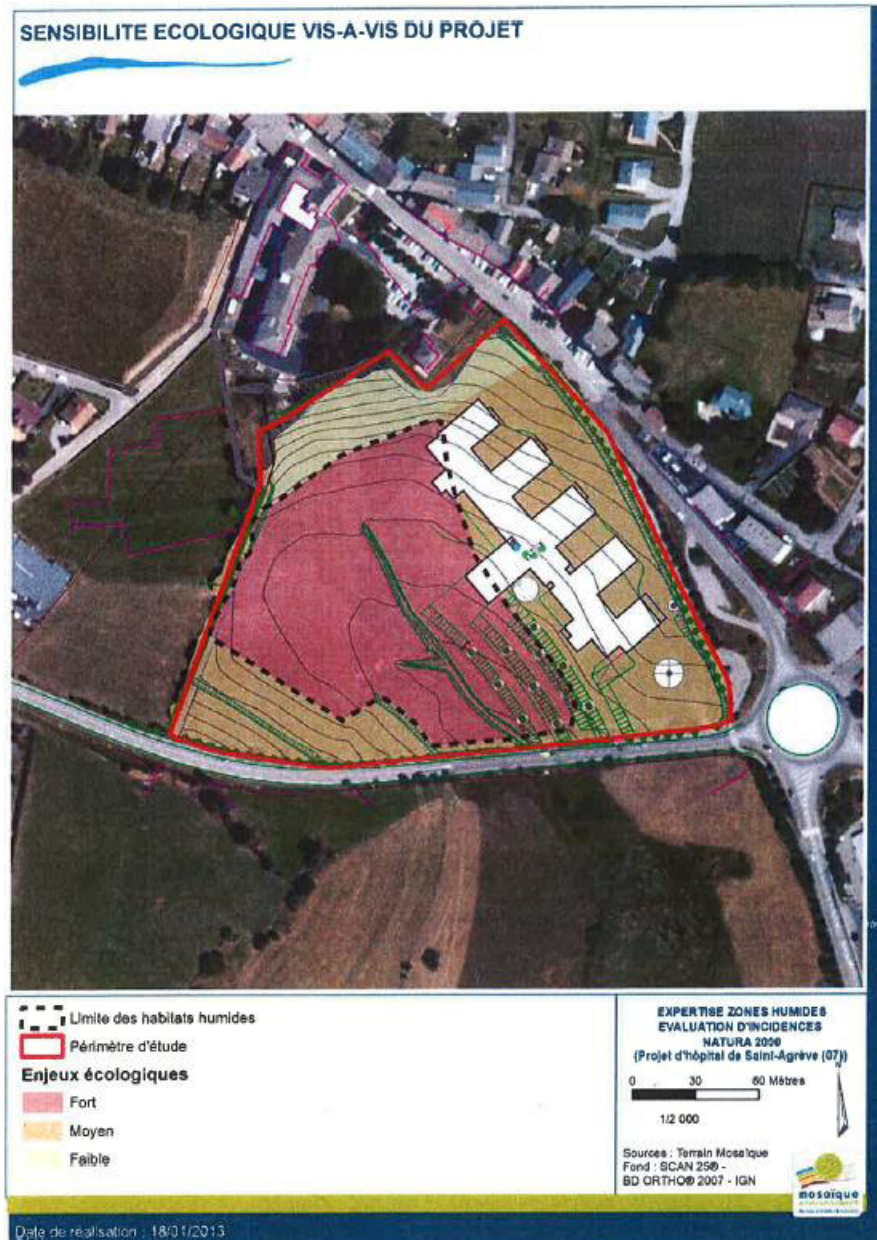 SENSIBILITE ECOLOGIQUE VIS-A-VIS DU PROJET
Limite des habitats humides
Périmètre d'étude
Enjeux écologiques
Fort
Moyen
Faible
EXPERTISE ZONES HUMIDES
EVALUATION D'INCIDENCES
NATURA 2000
(Projet d'hôpital de Saint-Agrève (07))
N
0 30 60 Mètres
1/2 000
Sources : Terrain Mosaïque
Fond : SCAN 25® -
BD ORTHO® 2007 - IGN
mosaïque
Date de réalisation : 18/01/2013